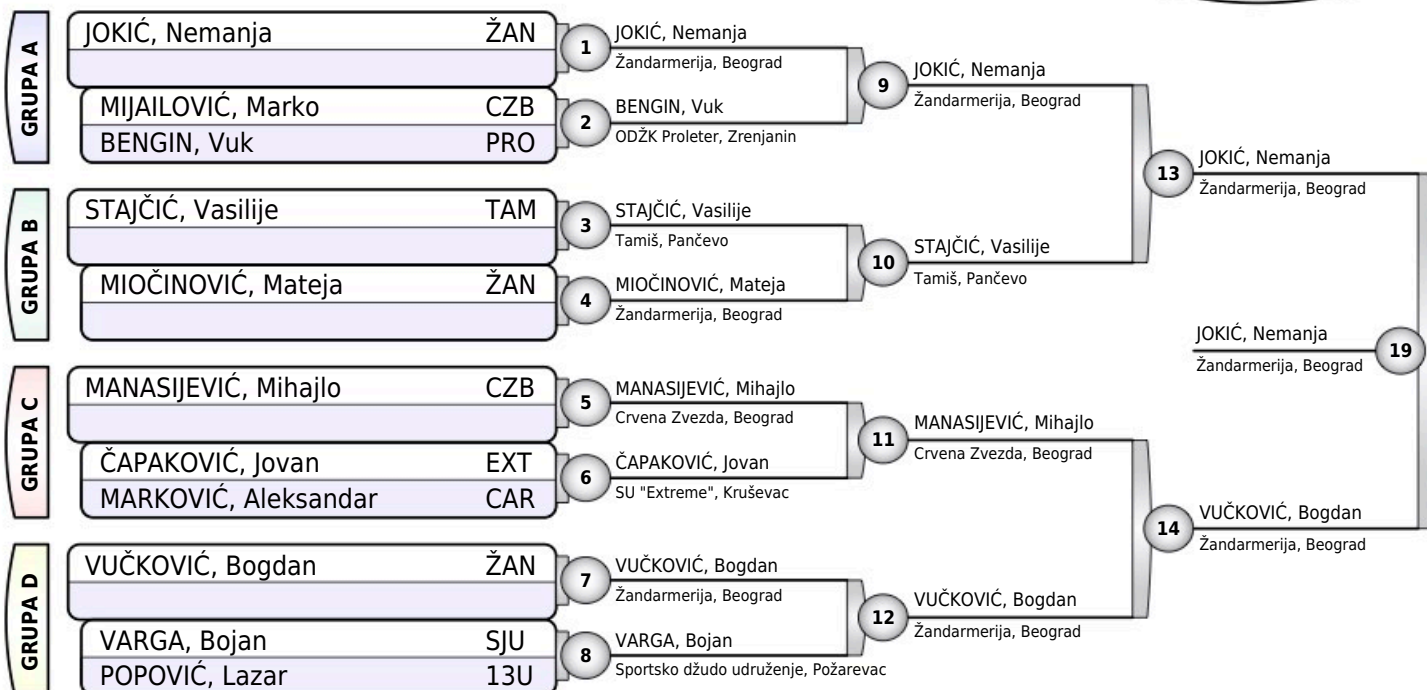 GRUPA A
JOKIĆ, Nemanja ŽAN
MIJAILOVIĆ, Marko CZB
BENGIN, Vuk PRO
GRUPA B
STAJČIĆ, Vasilije TAM
MIOČINOVIĆ, Mateja ŽAN
GRUPA C
MANASIJEVIĆ, Mihajlo CZB
ČAPAKOVIĆ, Jovan EXT
MARKOVIĆ, Aleksandar CAR
GRUPA D
VUČKOVIĆ, Bogdan ŽAN
VARGA, Bojan SJU
POPOVIĆ, Lazar 13U
1
JOKIĆ, Nemanja
Žandarmerija, Beograd
2
BENGIN, Vuk
ODŽK Proleter, Zrenjanin
3
STAJČIĆ, Vasilije
Tamiš, Pančevo
4
MIOČINOVIĆ, Mateja
Žandarmerija, Beograd
5
MANASIJEVIĆ, Mihajlo
Crvena Zvezda, Beograd
6
ČAPAKOVIĆ, Jovan
SU "Extreme", Kruševac
7
VUČKOVIĆ, Bogdan
Žandarmerija, Beograd
8
VARGA, Bojan
Sportsko džudo udruženje, Požarevac
9
JOKIĆ, Nemanja
Žandarmerija, Beograd
10
STAJČIĆ, Vasilije
Tamiš, Pančevo
11
MANASIJEVIĆ, Mihajlo
Crvena Zvezda, Beograd
12
VUČKOVIĆ, Bogdan
Žandarmerija, Beograd
13
JOKIĆ, Nemanja
Žandarmerija, Beograd
14
VUČKOVIĆ, Bogdan
Žandarmerija, Beograd
JOKIĆ, Nemanja
Žandarmerija, Beograd
19